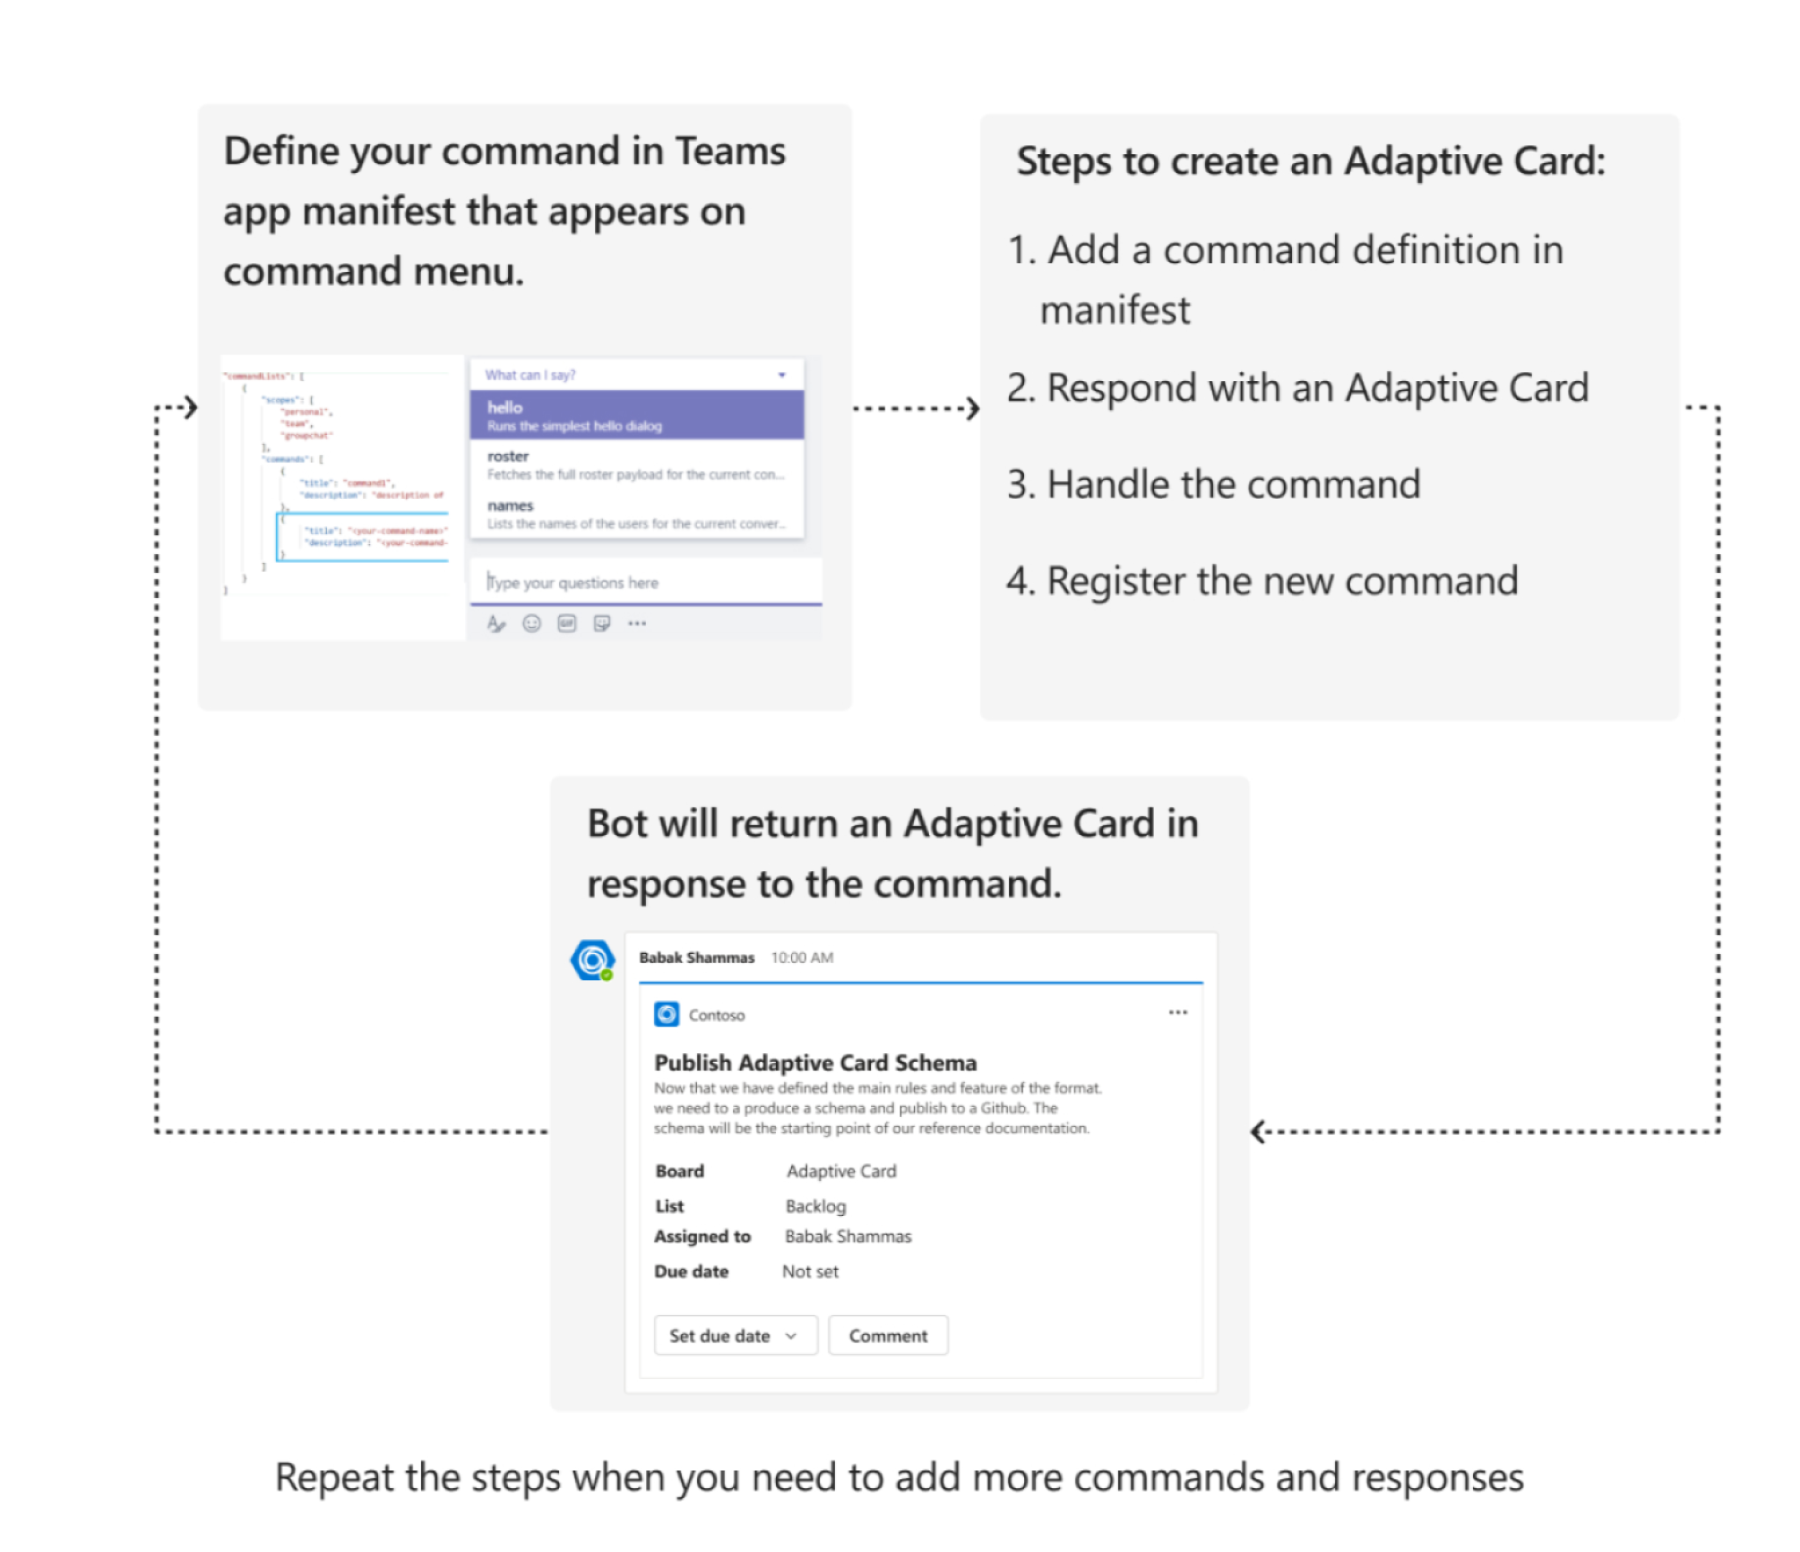 Define your command in Teams
app manifest that appears on
command menu.
"commandLists": [
{
"scopes": [
"personal",
"team",
"groupchat"
],
"commands": [
{
"title": "command1",
"description": "description of
},
{
"title": "<your-command-name>"
"description": "<your-command-
}
]
}
]
What can I say?
hello
Runs the simplest hello dialog
roster
Fetches the full roster payload for the current con...
names
Lists the names of the users for the current conver...
Type your questions here
GIF
Steps to create an Adaptive Card:
1. Add a command definition in
manifest
2. Respond with an Adaptive Card
3. Handle the command
4. Register the new command
Bot will return an Adaptive Card in
response to the command.
Babak Shammas 10:00 AM
Contoso
Publish Adaptive Card Schema
Now that we have defined the main rules and feature of the format.
we need to a produce a schema and publish to a Github. The
schema will be the starting point of our reference documentation.
Board Adaptive Card
List Backlog
Assigned to Babak Shammas
Due date Not set
Set due date
Comment
Repeat the steps when you need to add more commands and responses